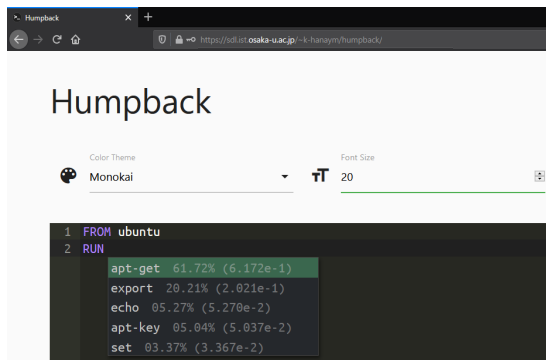 Humpback
https://sdl.ist.osaka-u.ac.jp/~k-hanaym/humpback/
Humpback
Color Theme
Font Size
Monokai
20
1 FROM ubuntu
2 RUN
apt-get 61.72% (6.172e-1)
export 20.21% (2.021e-1)
echo 05.27% (5.270e-2)
apt-key 05.04% (5.037e-2)
set 03.37% (3.367e-2)